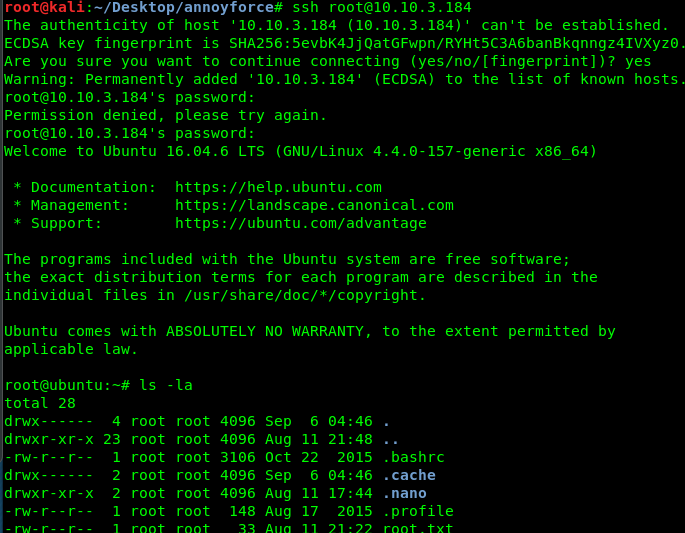 root@kali:~/Desktop/annoyforce# ssh root@10.10.3.184
The authenticity of host '10.10.3.184 (10.10.3.184)' can't be established.
ECDSA key fingerprint is SHA256:5evbK4JjQatGFwpn/RYHt5C3A6banBkqnngz4IVXyz0.
Are you sure you want to continue connecting (yes/no/[fingerprint])? yes
Warning: Permanently added '10.10.3.184' (ECDSA) to the list of known hosts.
root@10.10.3.184's password:
Permission denied, please try again.
root@10.10.3.184's password:
Welcome to Ubuntu 16.04.6 LTS (GNU/Linux 4.4.0-157-generic x86_64)

 * Documentation:  https://help.ubuntu.com
 * Management:     https://landscape.canonical.com
 * Support:        https://ubuntu.com/advantage

The programs included with the Ubuntu system are free software;
the exact distribution terms for each program are described in the
individual files in /usr/share/doc/*/copyright.

Ubuntu comes with ABSOLUTELY NO WARRANTY, to the extent permitted by
applicable law.

root@ubuntu:~# ls -la
total 28
drwx------  4 root root 4096 Sep  6 04:46 .
drwxr-xr-x 23 root root 4096 Aug 11 21:48 ..
-rw-r--r--  1 root root 3106 Oct 22  2015 .bashrc
drwx------  2 root root 4096 Sep  6 04:46 .cache
drwxr-xr-x  2 root root 4096 Aug 11 17:44 .nano
-rw-r--r--  1 root root  148 Aug 17  2015 .profile
-rw-r--r--  1 root root   33 Aug 11 21:22 root.txt